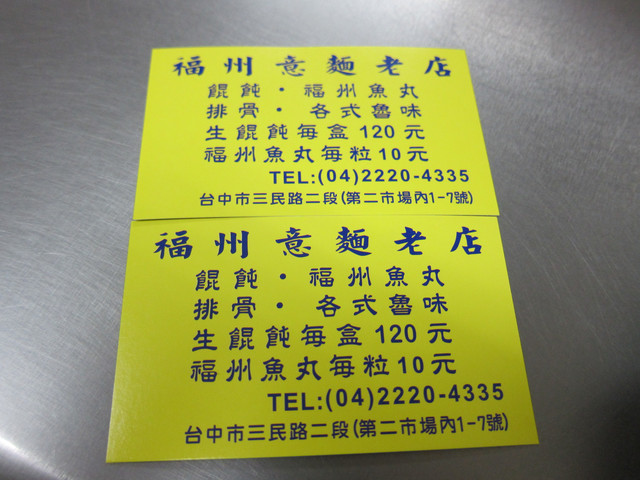 福州意麵老店
餛飩・福州魚丸
排骨・各式魯味
生餛飩每盒120元
福州魚丸每粒10元
TEL:(04)2220-4335
台中市三民路二段(第二市場內1-7號)
福州意麵老店
餛飩・福州魚丸
排骨・各式魯味
生餛飩每盒120元
福州魚丸每粒10元
TEL:(04)2220-4335
台中市三民路二段(第二市場內1-7號)